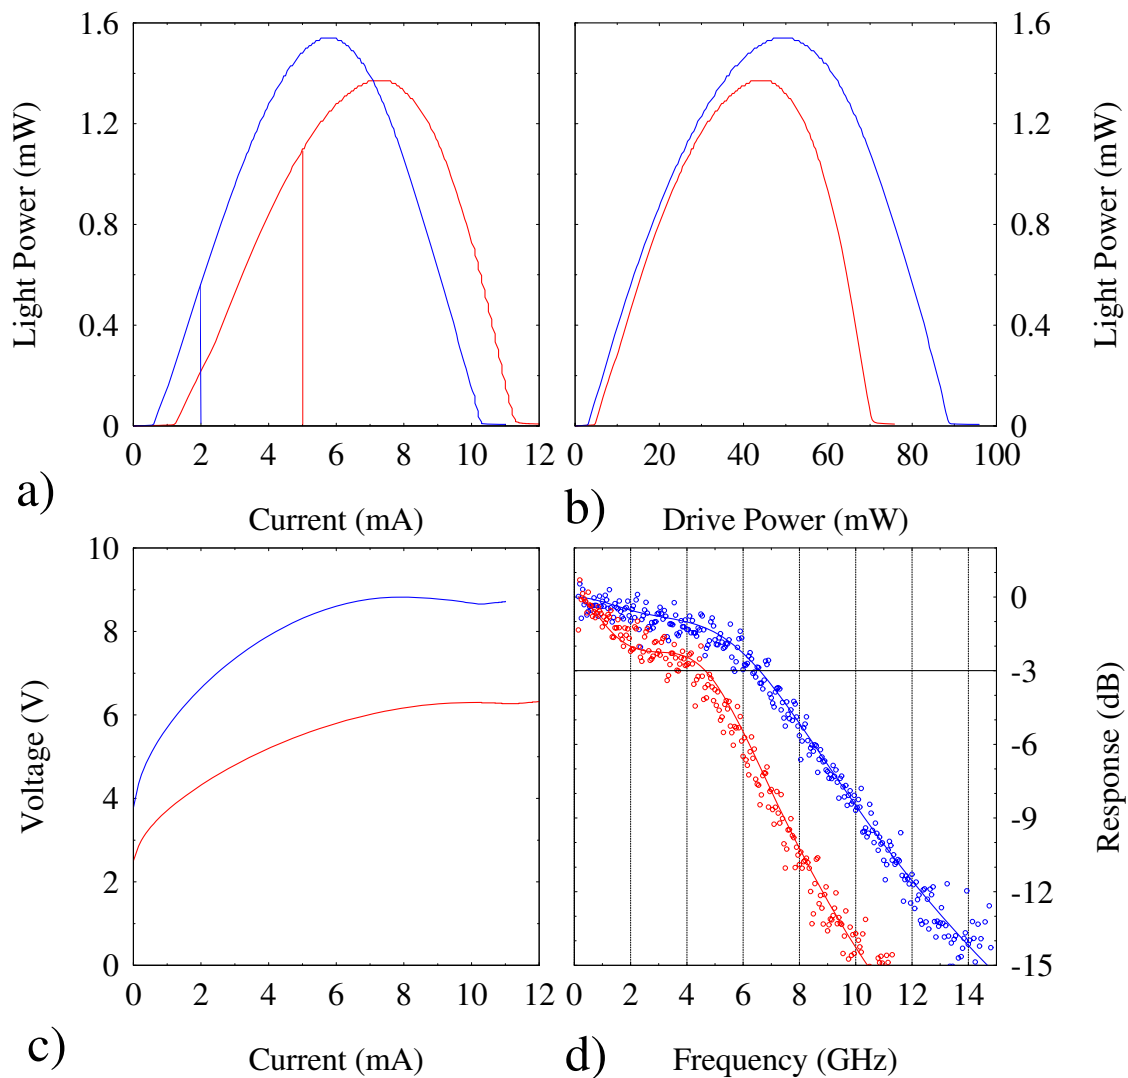 1.6
1.2
0.8
0.4
0
Light Power (mW)
0 2 4 6 8 10 12
a)
Current (mA)
1.6
1.2
0.8
0.4
0
Light Power (mW)
20 40 60 80 100
b)
Drive Power (mW)
10
8
6
4
2
0
Voltage (V)
0 2 4 6 8 10 12
c)
Current (mA)
0
-3
-6
-9
-12
-15
Response (dB)
0 2 4 6 8 10 12 14
d)
Frequency (GHz)